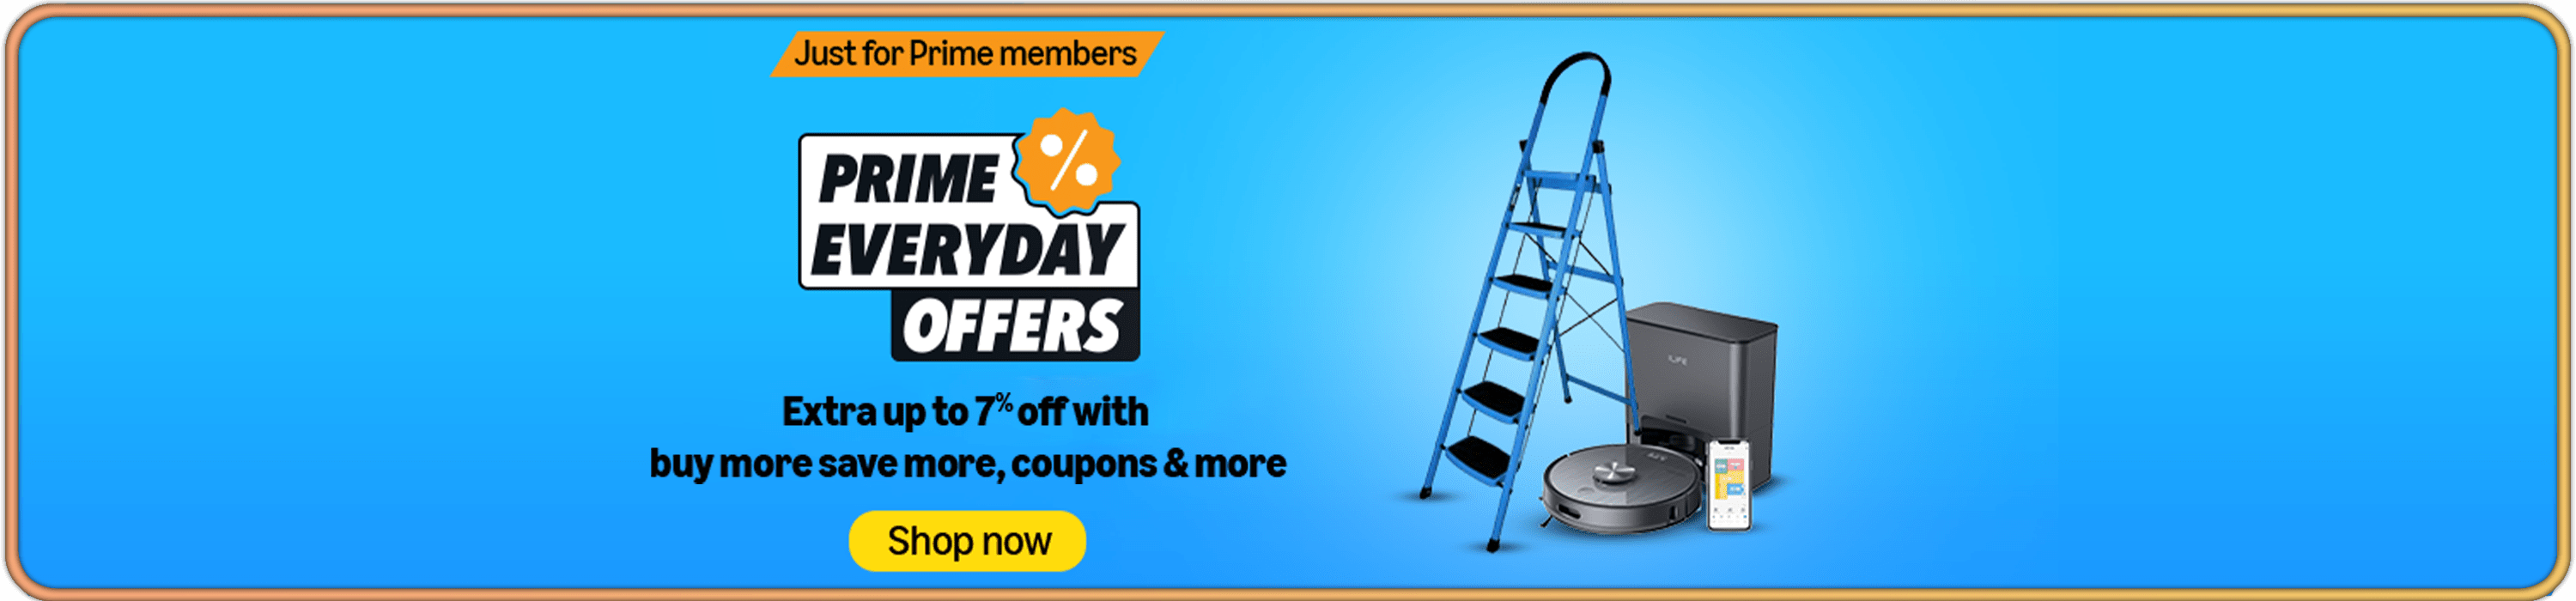 Just for Prime members
%
PRIME
EVERYDAY
OFFERS
Extra up to 7% off with
buy more save more, coupons & more
Shop now
ILIFE